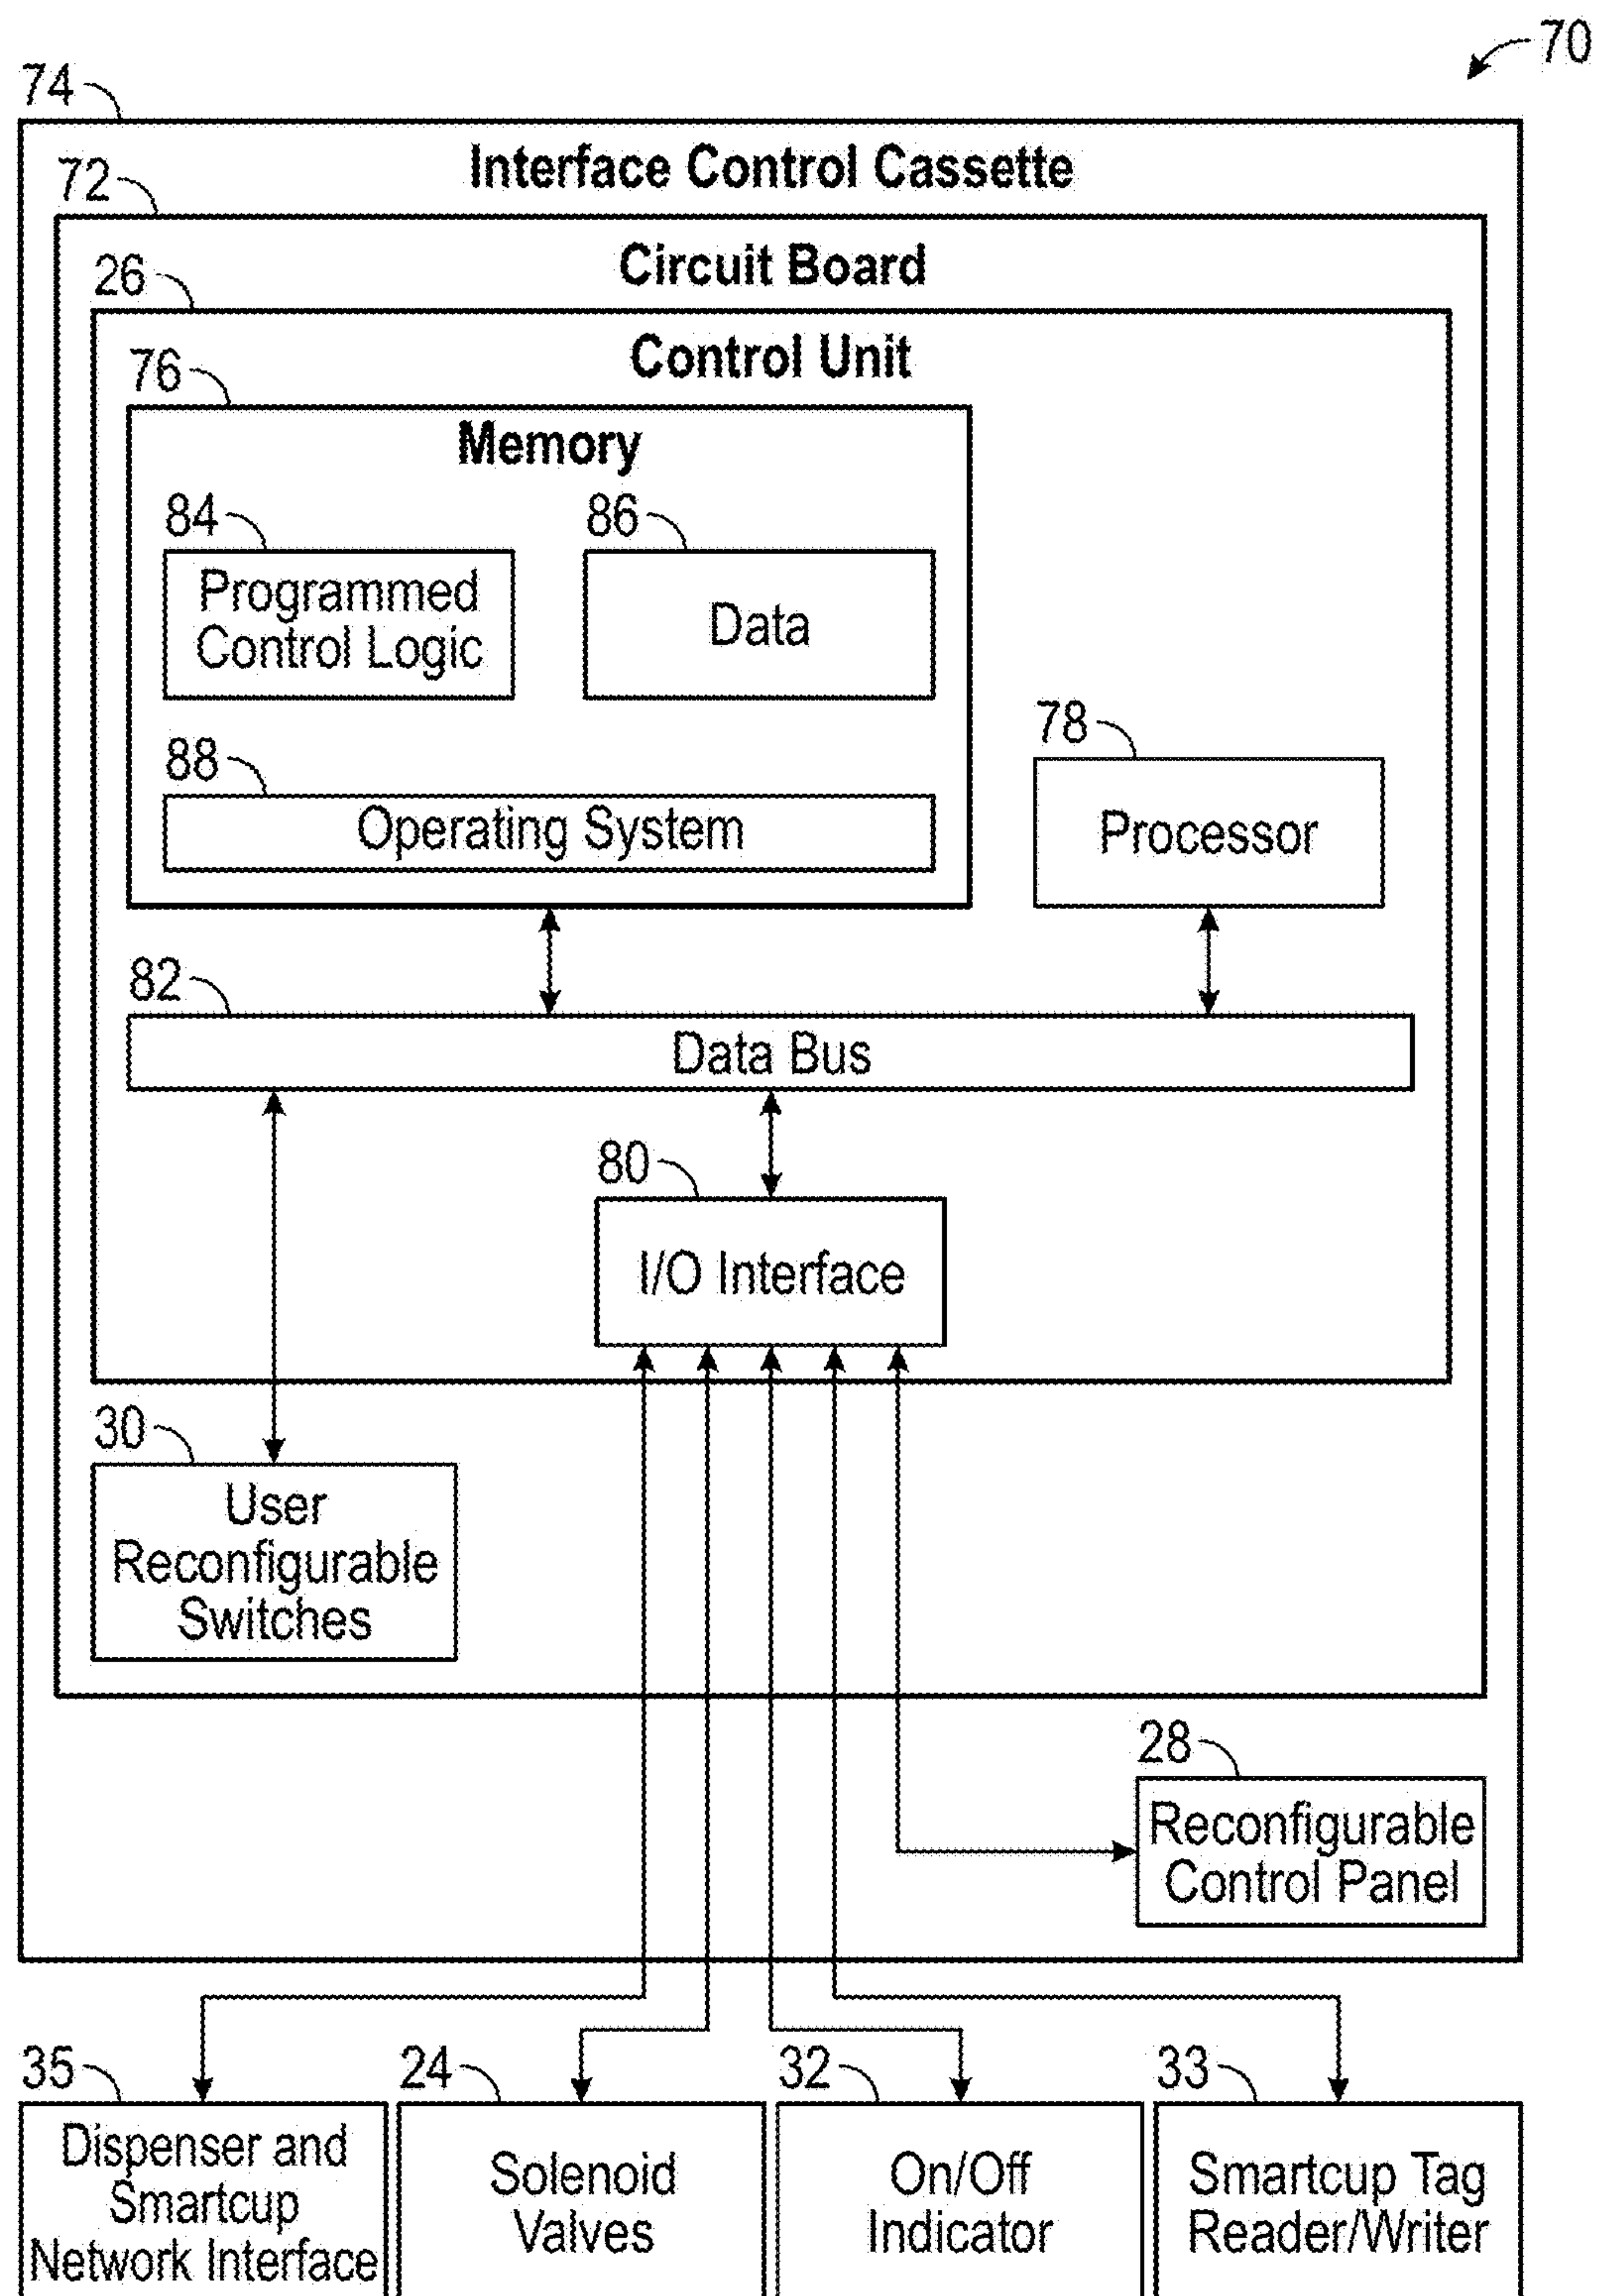 70
74
Interface Control Cassette
72
Circuit Board
26
Control Unit
76
Memory
84
86
Programmed
Control Logic
Data
78
88
Operating System
Processor
82
Data Bus
80
I/O Interface
30
User
Reconfigurable
Switches
28
Reconfigurable
Control Panel
35
24
32
33
Dispenser and
Smartcup
Network Interface
Solenoid
Valves
On/Off
Indicator
Smartcup Tag
Reader/Writer